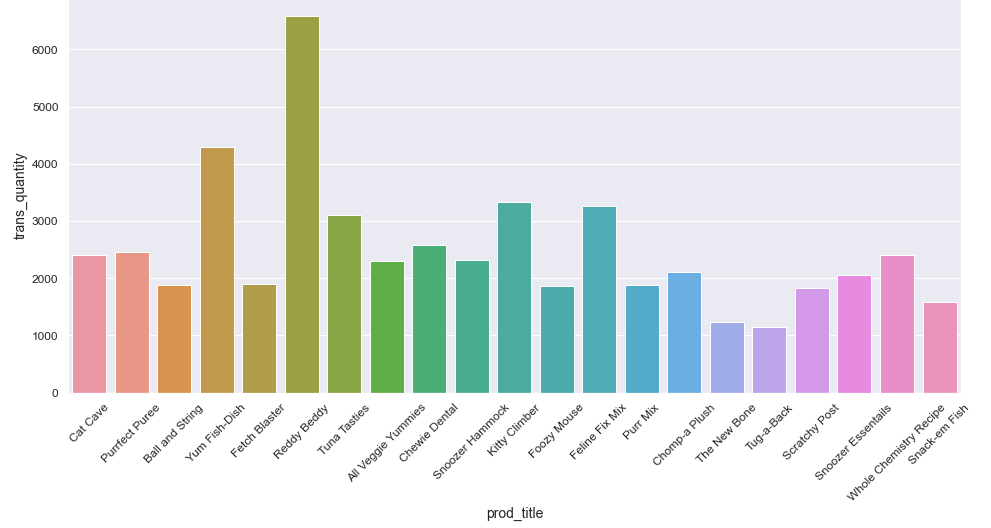 6000
5000
4000
3000
2000
1000
0
trans_quantity
Cat Cave
Purrfect Puree
Ball and String
Yum Fish-Dish
Fetch Blaster
Reddy Beddy
Tuna Tasties
All Veggie Yummies
Chewie Dental
Snoozer Hammock
Kitty Climber
Foozy Mouse
Feline Fix Mix
Purr Mix
Chomp-a Plush
The New Bone
Tug-a-Back
Scratchy Post
Snoozer Essentails
Whole Chemistry Recipe
Snack-em Fish
prod_title